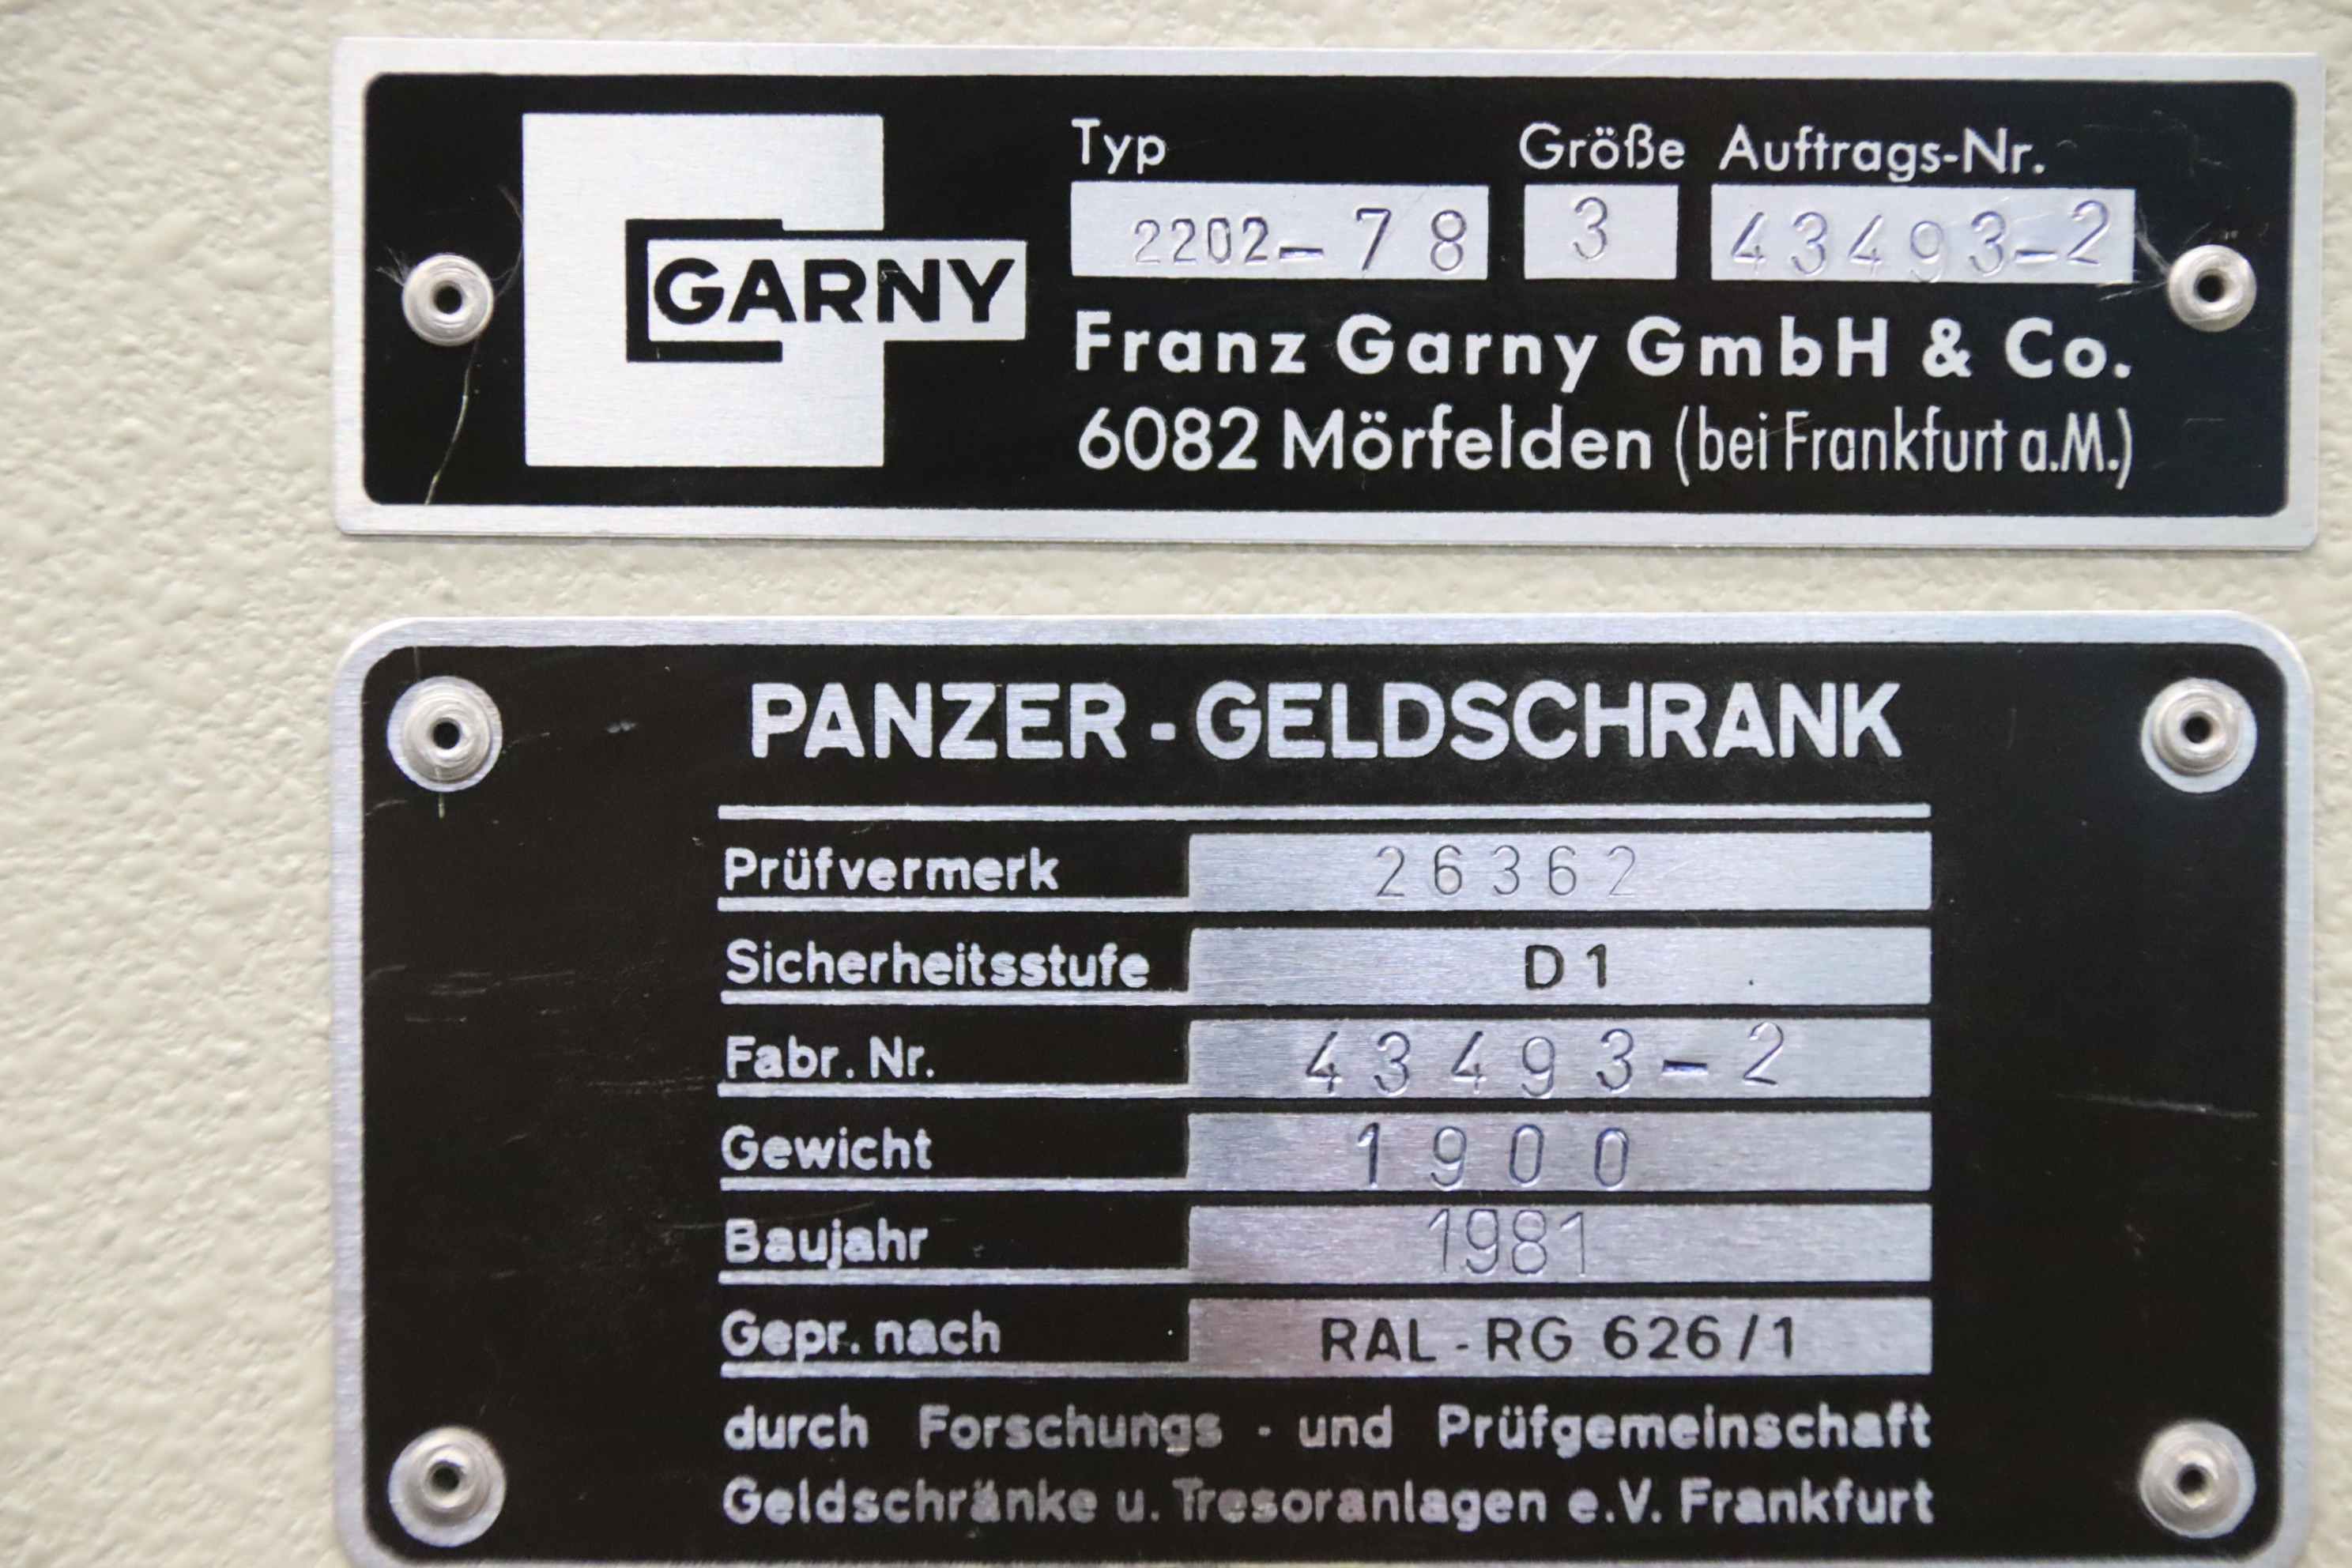 GARNY
Typ Größe Auftrags-Nr.
2202-78 3 43493-2
Franz Garny GmbH & Co.
6082 Mörfelden (bei Frankfurt a.M.)
PANZER-GELDSCHRANK
Prüfvermerk 26362
Sicherheitsstufe D1
Fabr. Nr. 43493-2
Gewicht 1900
Baujahr 1981
Gepr. nach RAL-RG 626/1
durch Forschungs- und Prüfgemeinschaft
Geldschränke u. Tresoranlagen e.V. Frankfurt